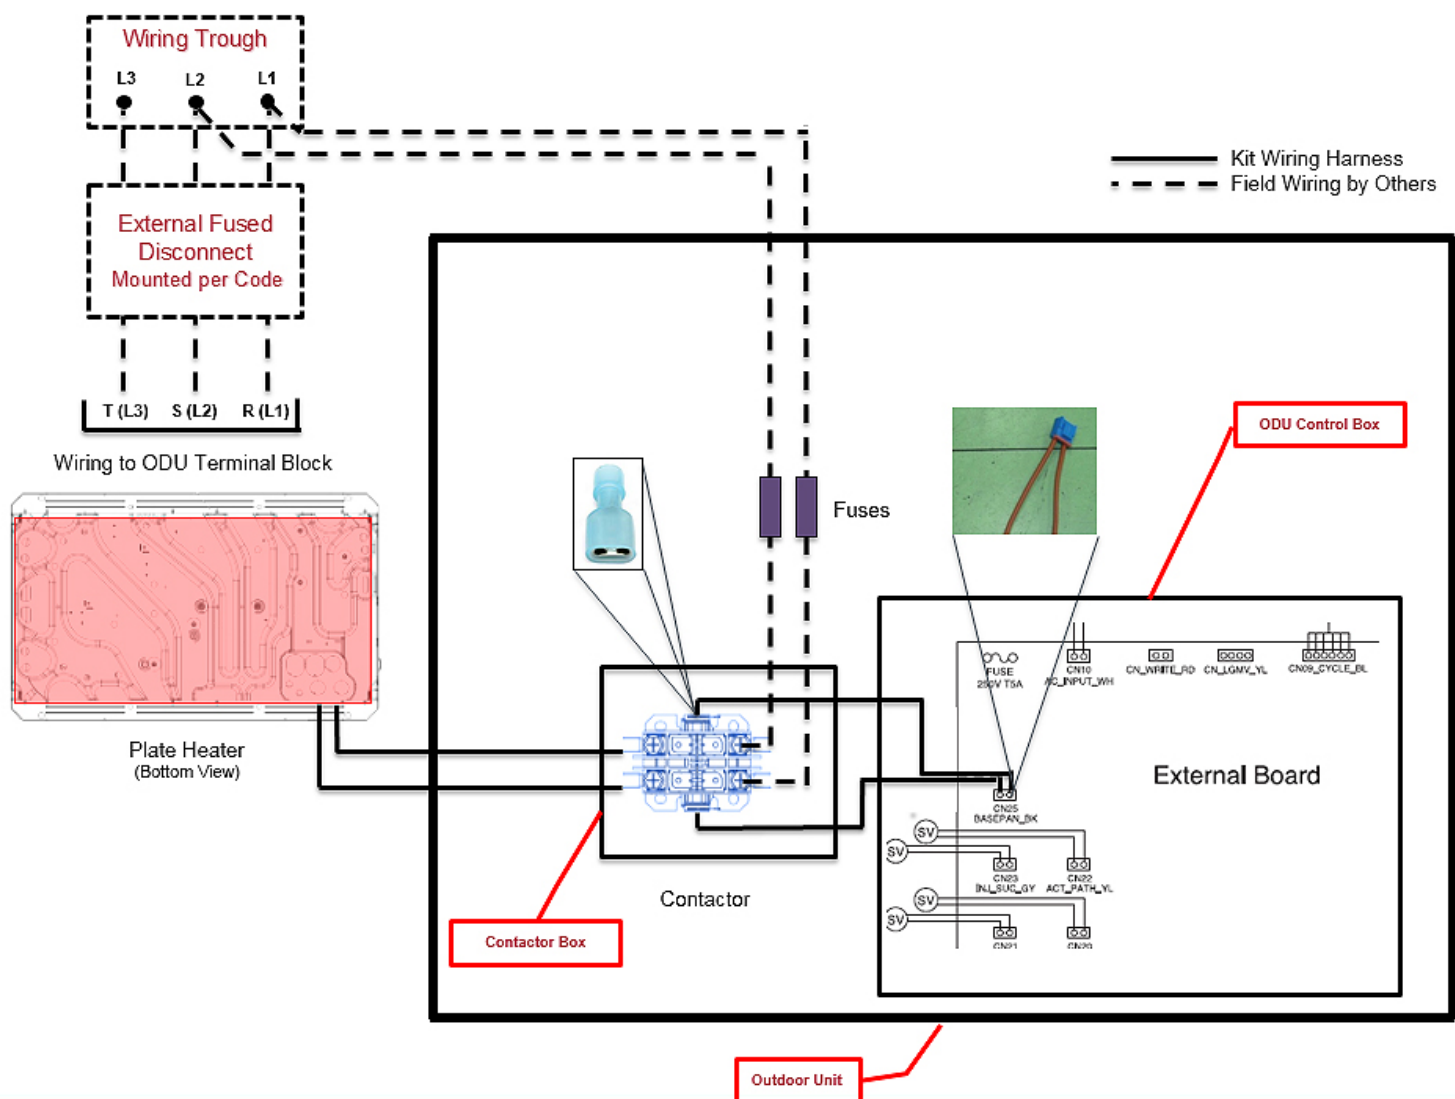 Wiring Trough
L3
L2
L1
External Fused
Disconnect
Mounted per Code
T (L3)
S (L2)
R (L1)
Wiring to ODU Terminal Block
Kit Wiring Harness
Field Wiring by Others
ODU Control Box
Fuses
Plate Heater
(Bottom View)
FUSE
250V T5A
CN10
AC_INPUT_WH
CN_WRITE_RD
CN_LGMV_YL
CN09_CYCLE_BL
External Board
CN25
BASEPAN_BK
SV
SV
CN23
INJ_SUC_GY
CN22
ACT_PATH_YL
SV
SV
CN21
CN20
Contactor
Contactor Box
Outdoor Unit